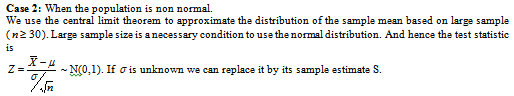 Case 2: When the population is non normal.
We use the central limit theorem to approximate the distribution of the sample mean based on large sample
(n≥ 30). Large sample size is a necessary condition to use the normal distribution. And hence the test statistic
is
Z = (X̄ − μ) / (σ/√n) ~ N(0,1). If σ is unknown we can replace it by its sample estimate S.